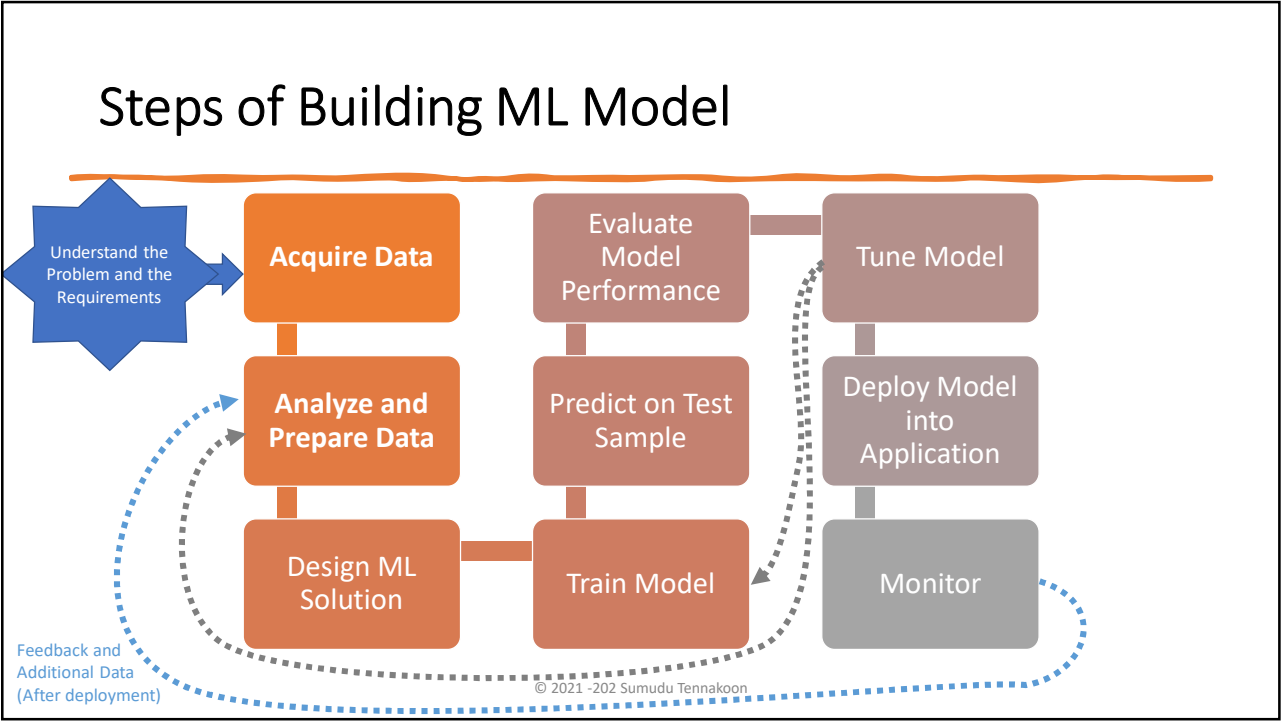 Steps of Building ML Model
Understand the
Problem and the
Requirements
Acquire Data
Analyze and
Prepare Data
Design ML
Solution
Train Model
Predict on Test
Sample
Evaluate
Model
Performance
Tune Model
Deploy Model
into
Application
Monitor
Feedback and
Additional Data
(After deployment)
© 2021 -202 Sumudu Tennakoon